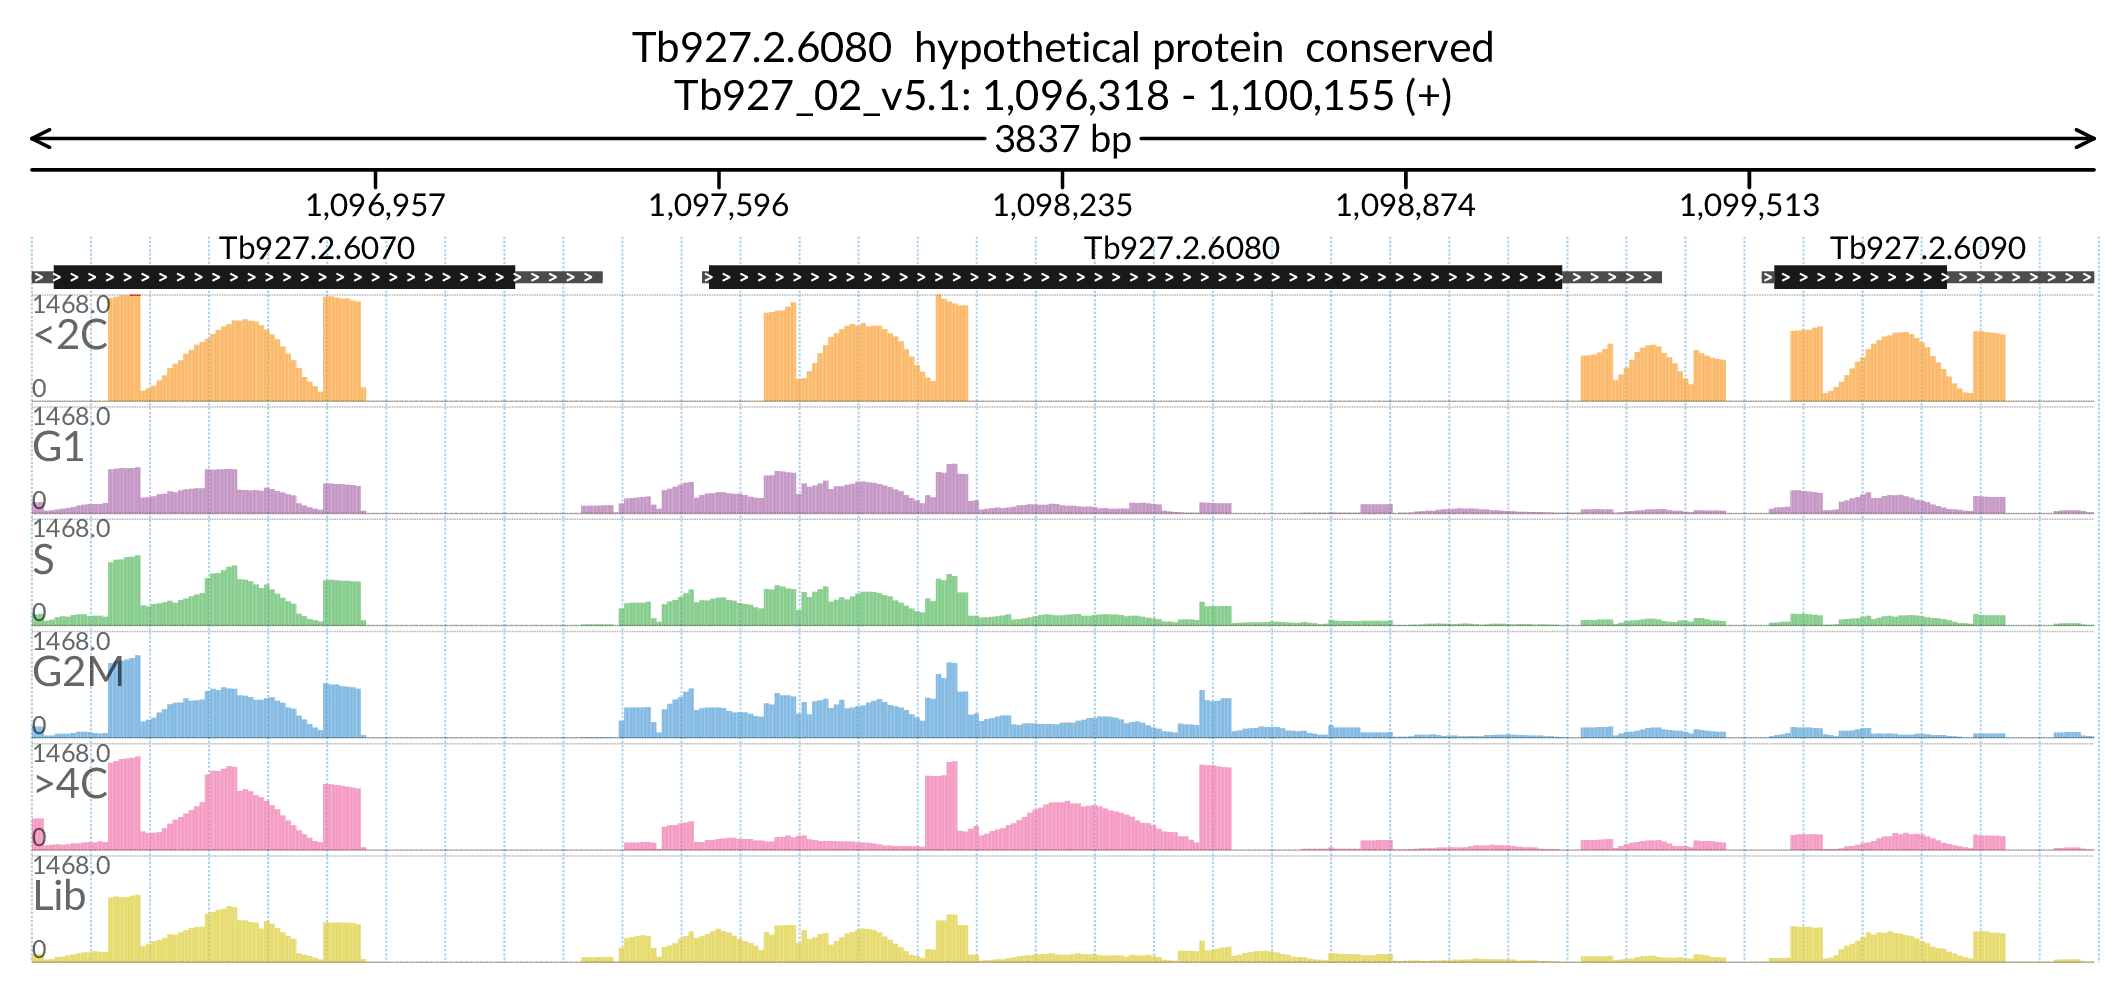 Tb927.2.6080  hypothetical protein  conserved
Tb927_02_v5.1: 1,096,318 - 1,100,155 (+)
3837 bp
1,096,957 1,097,596 1,098,235 1,098,874 1,099,513
Tb927.2.6070 Tb927.2.6080 Tb927.2.6090
1468.0
<2C
0
1468.0
G1
0
1468.0
S
0
1468.0
G2M
0
1468.0
>4C
0
1468.0
Lib
0